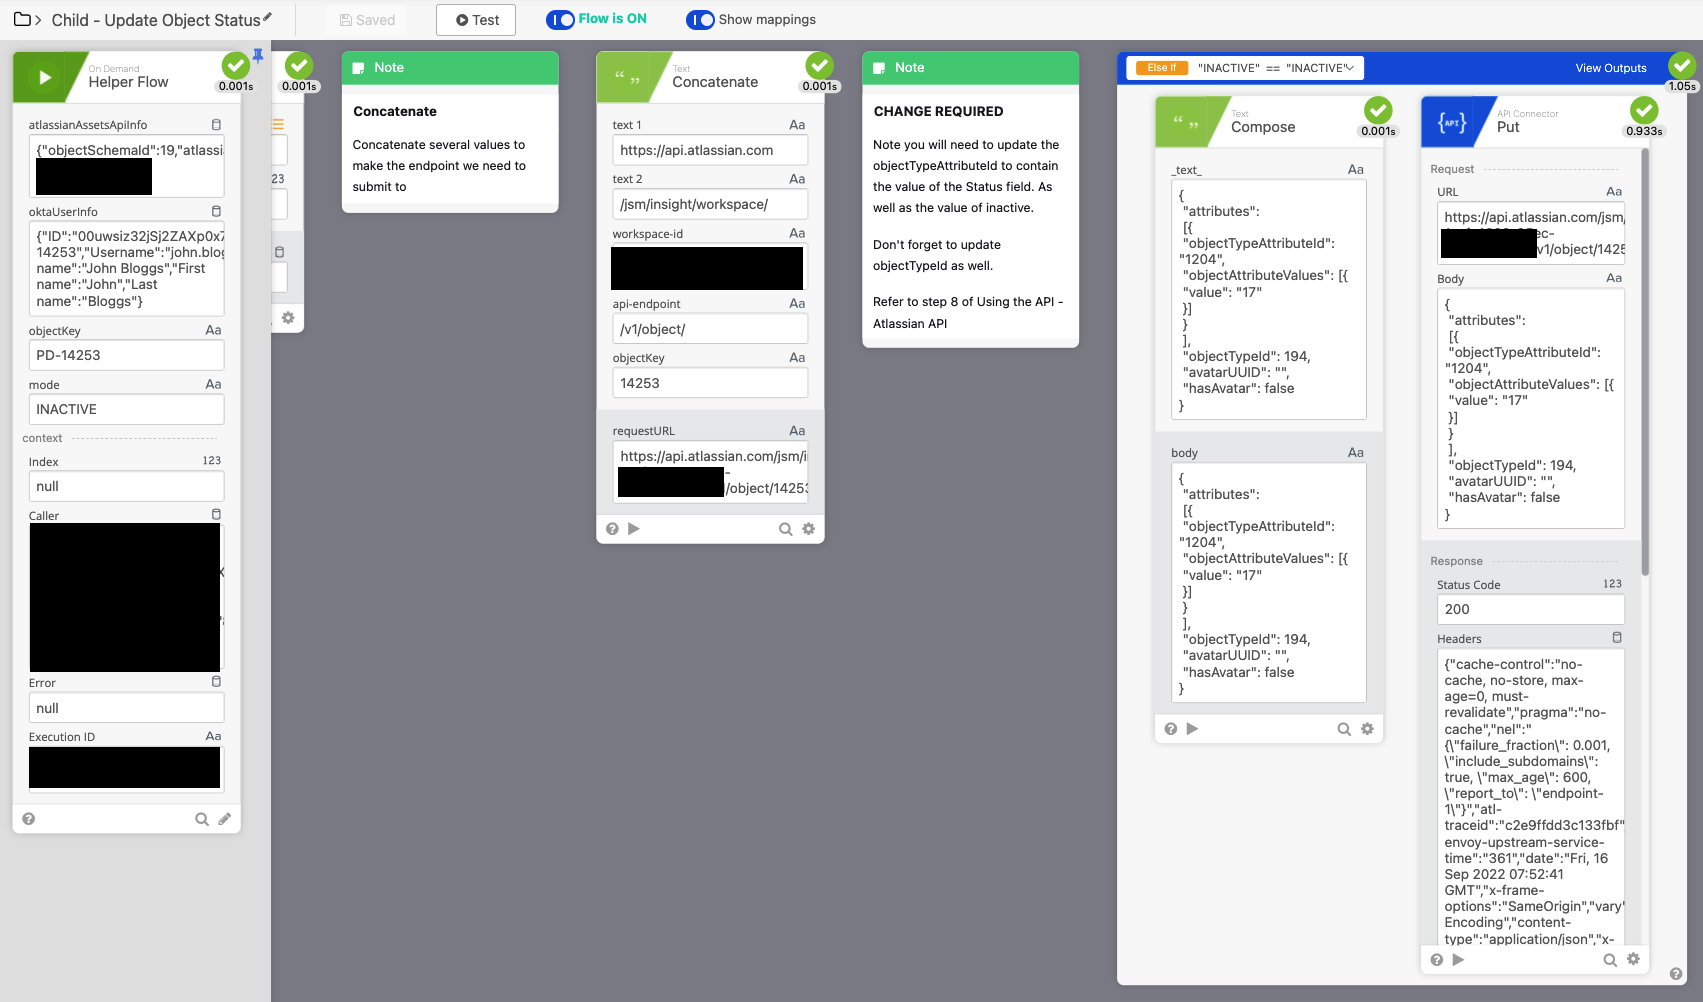 Child - Update Object Status
Saved
Test
Flow is ON
Show mappings
On Demand
Helper Flow
0.001s
atlassianAssetsApiInfo
{"objectSchemaId":19,"atlassia
oktaUserInfo
{"ID":"00uwsiz32jSj2ZAXp0x7
14253","Username":"john.blog
name":"John Bloggs","First
name":"John","Last
name":"Bloggs"}
objectKey
Aa
PD-14253
mode
Aa
INACTIVE
context
Index
123
null
Caller
Error
null
Execution ID
Aa
0.001s
23
Note
Concatenate
Concatenate several values to
make the endpoint we need to
submit to
Text
Concatenate
0.001s
text 1
Aa
https://api.atlassian.com
text 2
Aa
/jsm/insight/workspace/
workspace-id
Aa
api-endpoint
Aa
/v1/object/
objectKey
Aa
14253
requestURL
Aa
https://api.atlassian.com/jsm/i
-
/object/14253
Note
CHANGE REQUIRED
Note you will need to update the
objectTypeAttributeId to contain
the value of the Status field. As
well as the value of inactive.
Don't forget to update
objectTypeId as well.
Refer to step 8 of Using the API -
Atlassian API
Else If
"INACTIVE" == "INACTIVE"
View Outputs
1.05s
Text
Compose
0.001s
_text_
Aa
{
"attributes":
[{
"objectTypeAttributeId":
"1204",
"objectAttributeValues": [{
"value": "17"
}]
}
],
"objectTypeId": 194,
"avatarUUID": "",
"hasAvatar": false
}
body
Aa
{
"attributes":
[{
"objectTypeAttributeId":
"1204",
"objectAttributeValues": [{
"value": "17"
}]
}
],
"objectTypeId": 194,
"avatarUUID": "",
"hasAvatar": false
}
{API}
API Connector
Put
0.933s
Request
URL
Aa
https://api.atlassian.com/jsm,
ec-
v1/object/1425
Body
Aa
{
"attributes":
[{
"objectTypeAttributeId":
"1204",
"objectAttributeValues": [{
"value": "17"
}]
}
],
"objectTypeId": 194,
"avatarUUID": "",
"hasAvatar": false
}
Response
Status Code
123
200
Headers
{"cache-control":"no-
cache, no-store, max-
age=0, must-
revalidate","pragma":"no-
cache","nel":"
{\"failure_fraction\": 0.001,
\"include_subdomains\":
true, \"max_age\": 600,
\"report_to\": \"endpoint-
1\"}","atl-
traceid":"c2e9ffdd3c133fbf",
envoy-upstream-service-
time":"361","date":"Fri, 16
Sep 2022 07:52:41
GMT","x-frame-
options":"SameOrigin","vary"
Encoding","content-
type":"application/json","x-